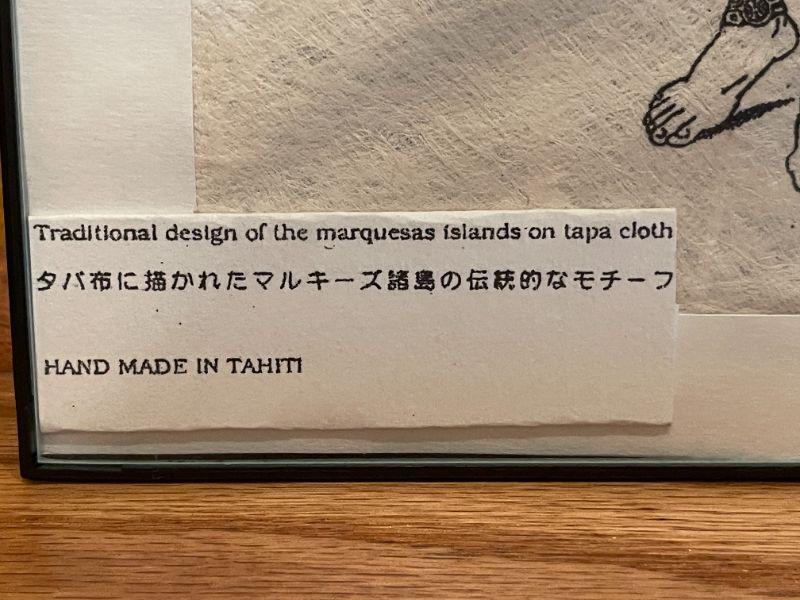 Traditional design of the marquesas islands on tapa cloth
タパ布に描かれたマルキーズ諸島の伝統的なモチーフ
HAND MADE IN TAHITI